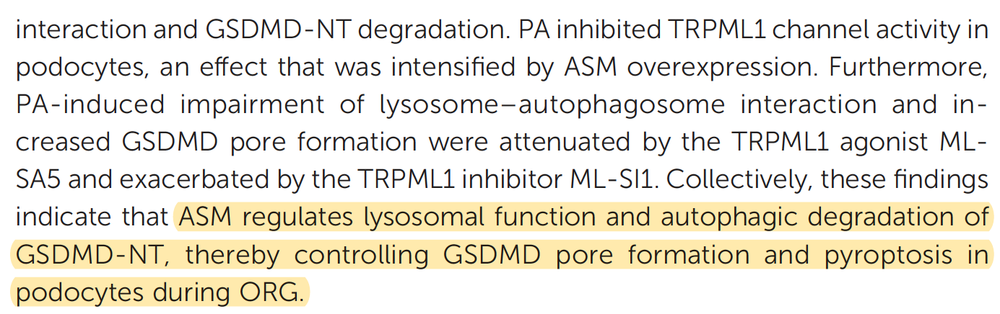 interaction and GSDMD-NT degradation. PA inhibited TRPML1 channel activity in
podocytes, an effect that was intensified by ASM overexpression. Furthermore,
PA-induced impairment of lysosome–autophagosome interaction and in-
creased GSDMD pore formation were attenuated by the TRPML1 agonist ML-
SA5 and exacerbated by the TRPML1 inhibitor ML-SI1. Collectively, these findings
indicate that ASM regulates lysosomal function and autophagic degradation of
GSDMD-NT, thereby controlling GSDMD pore formation and pyroptosis in
podocytes during ORG.